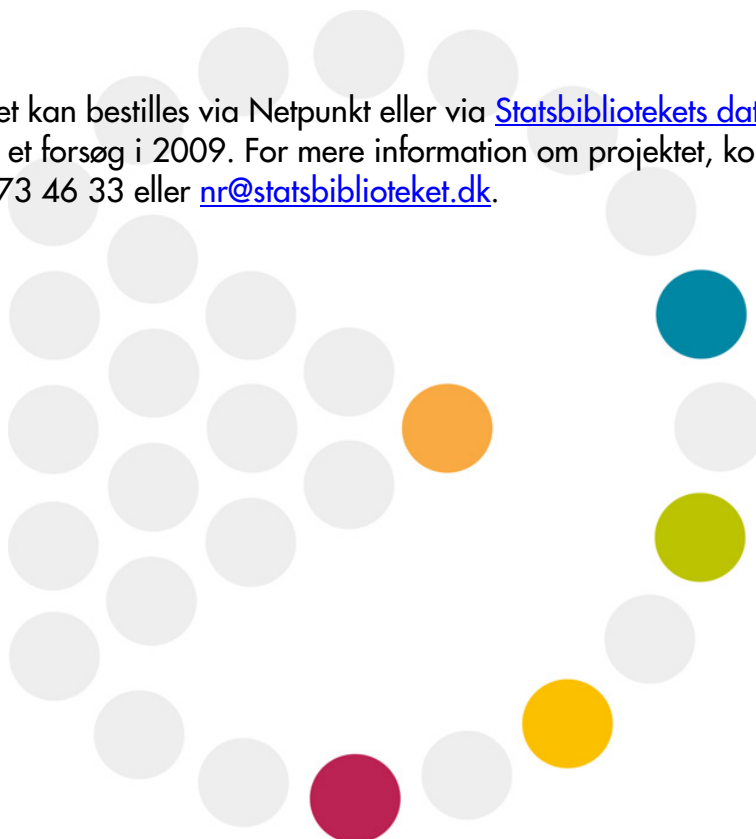 et kan bestilles via Netpunkt eller via Statsbibliotekets dat
et forsøg i 2009. For mere information om projektet, ko
73 46 33 eller nr@statsbiblioteket.dk.